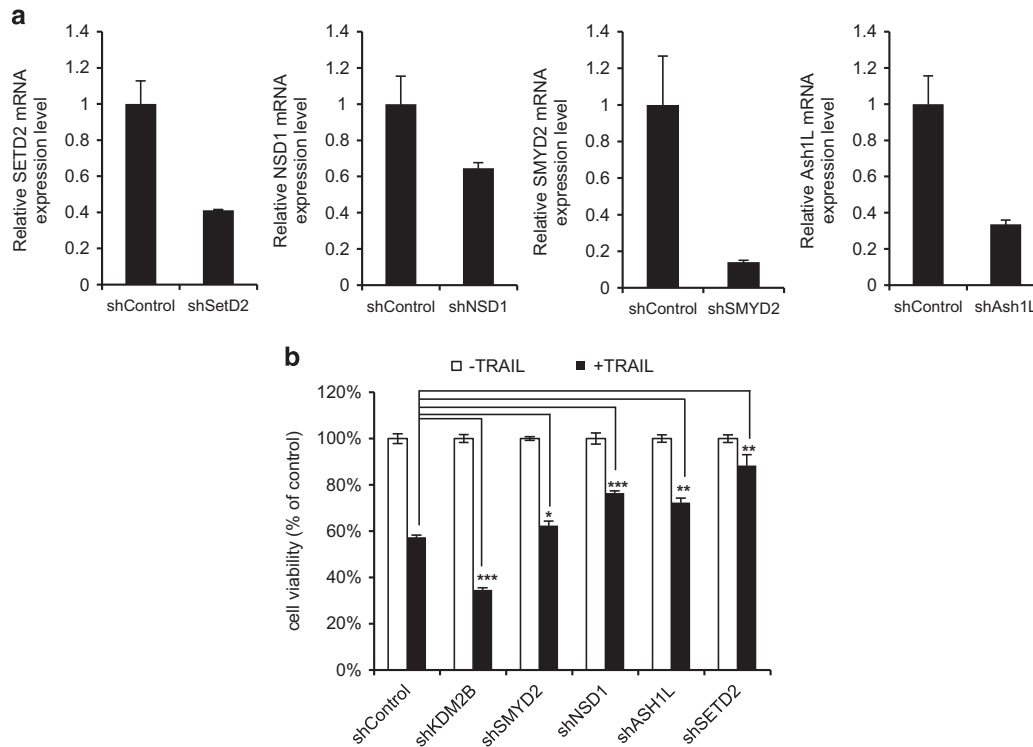 a
Relative SETD2 mRNA
expression level
1.4
1.2
1
0.8
0.6
0.4
0.2
0
shControl shSetD2
Relative NSD1 mRNA
expression level
1.4
1.2
1
0.8
0.6
0.4
0.2
0
shControl shNSD1
Relative SMYD2 mRNA
expression level
1.4
1.2
1
0.8
0.6
0.4
0.2
0
shControl shSMYD2
Relative Ash1L mRNA
expression level
1.4
1.2
1
0.8
0.6
0.4
0.2
0
shControl shAsh1L
b
-TRAIL +TRAIL
cell viability (% of control)
120%
100%
80%
60%
40%
20%
0%
***
*
***
**
**
shControl
shKDM2B
shSMYD2
shNSD1
shASH1L
shSETD2